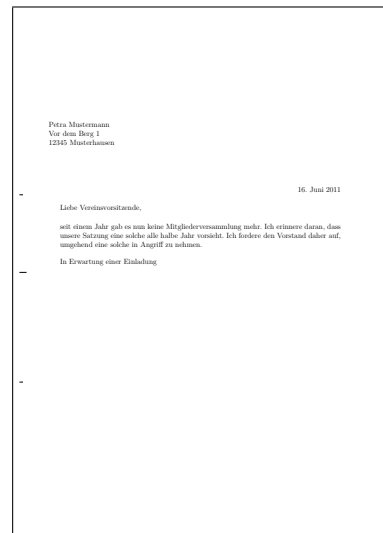 Petra Mustermann
Vor dem Berg 1
12345 Musterhausen
16. Juni 2011
Liebe Vereinsvorsitzende,
seit einem Jahr gab es nun keine Mitgliederversammlung mehr. Ich erinnere daran, dass
unsere Satzung eine solche alle halbe Jahr vorsieht. Ich fordere den Vorstand daher auf,
umgehend eine solche in Angriff zu nehmen.
In Erwartung einer Einladung